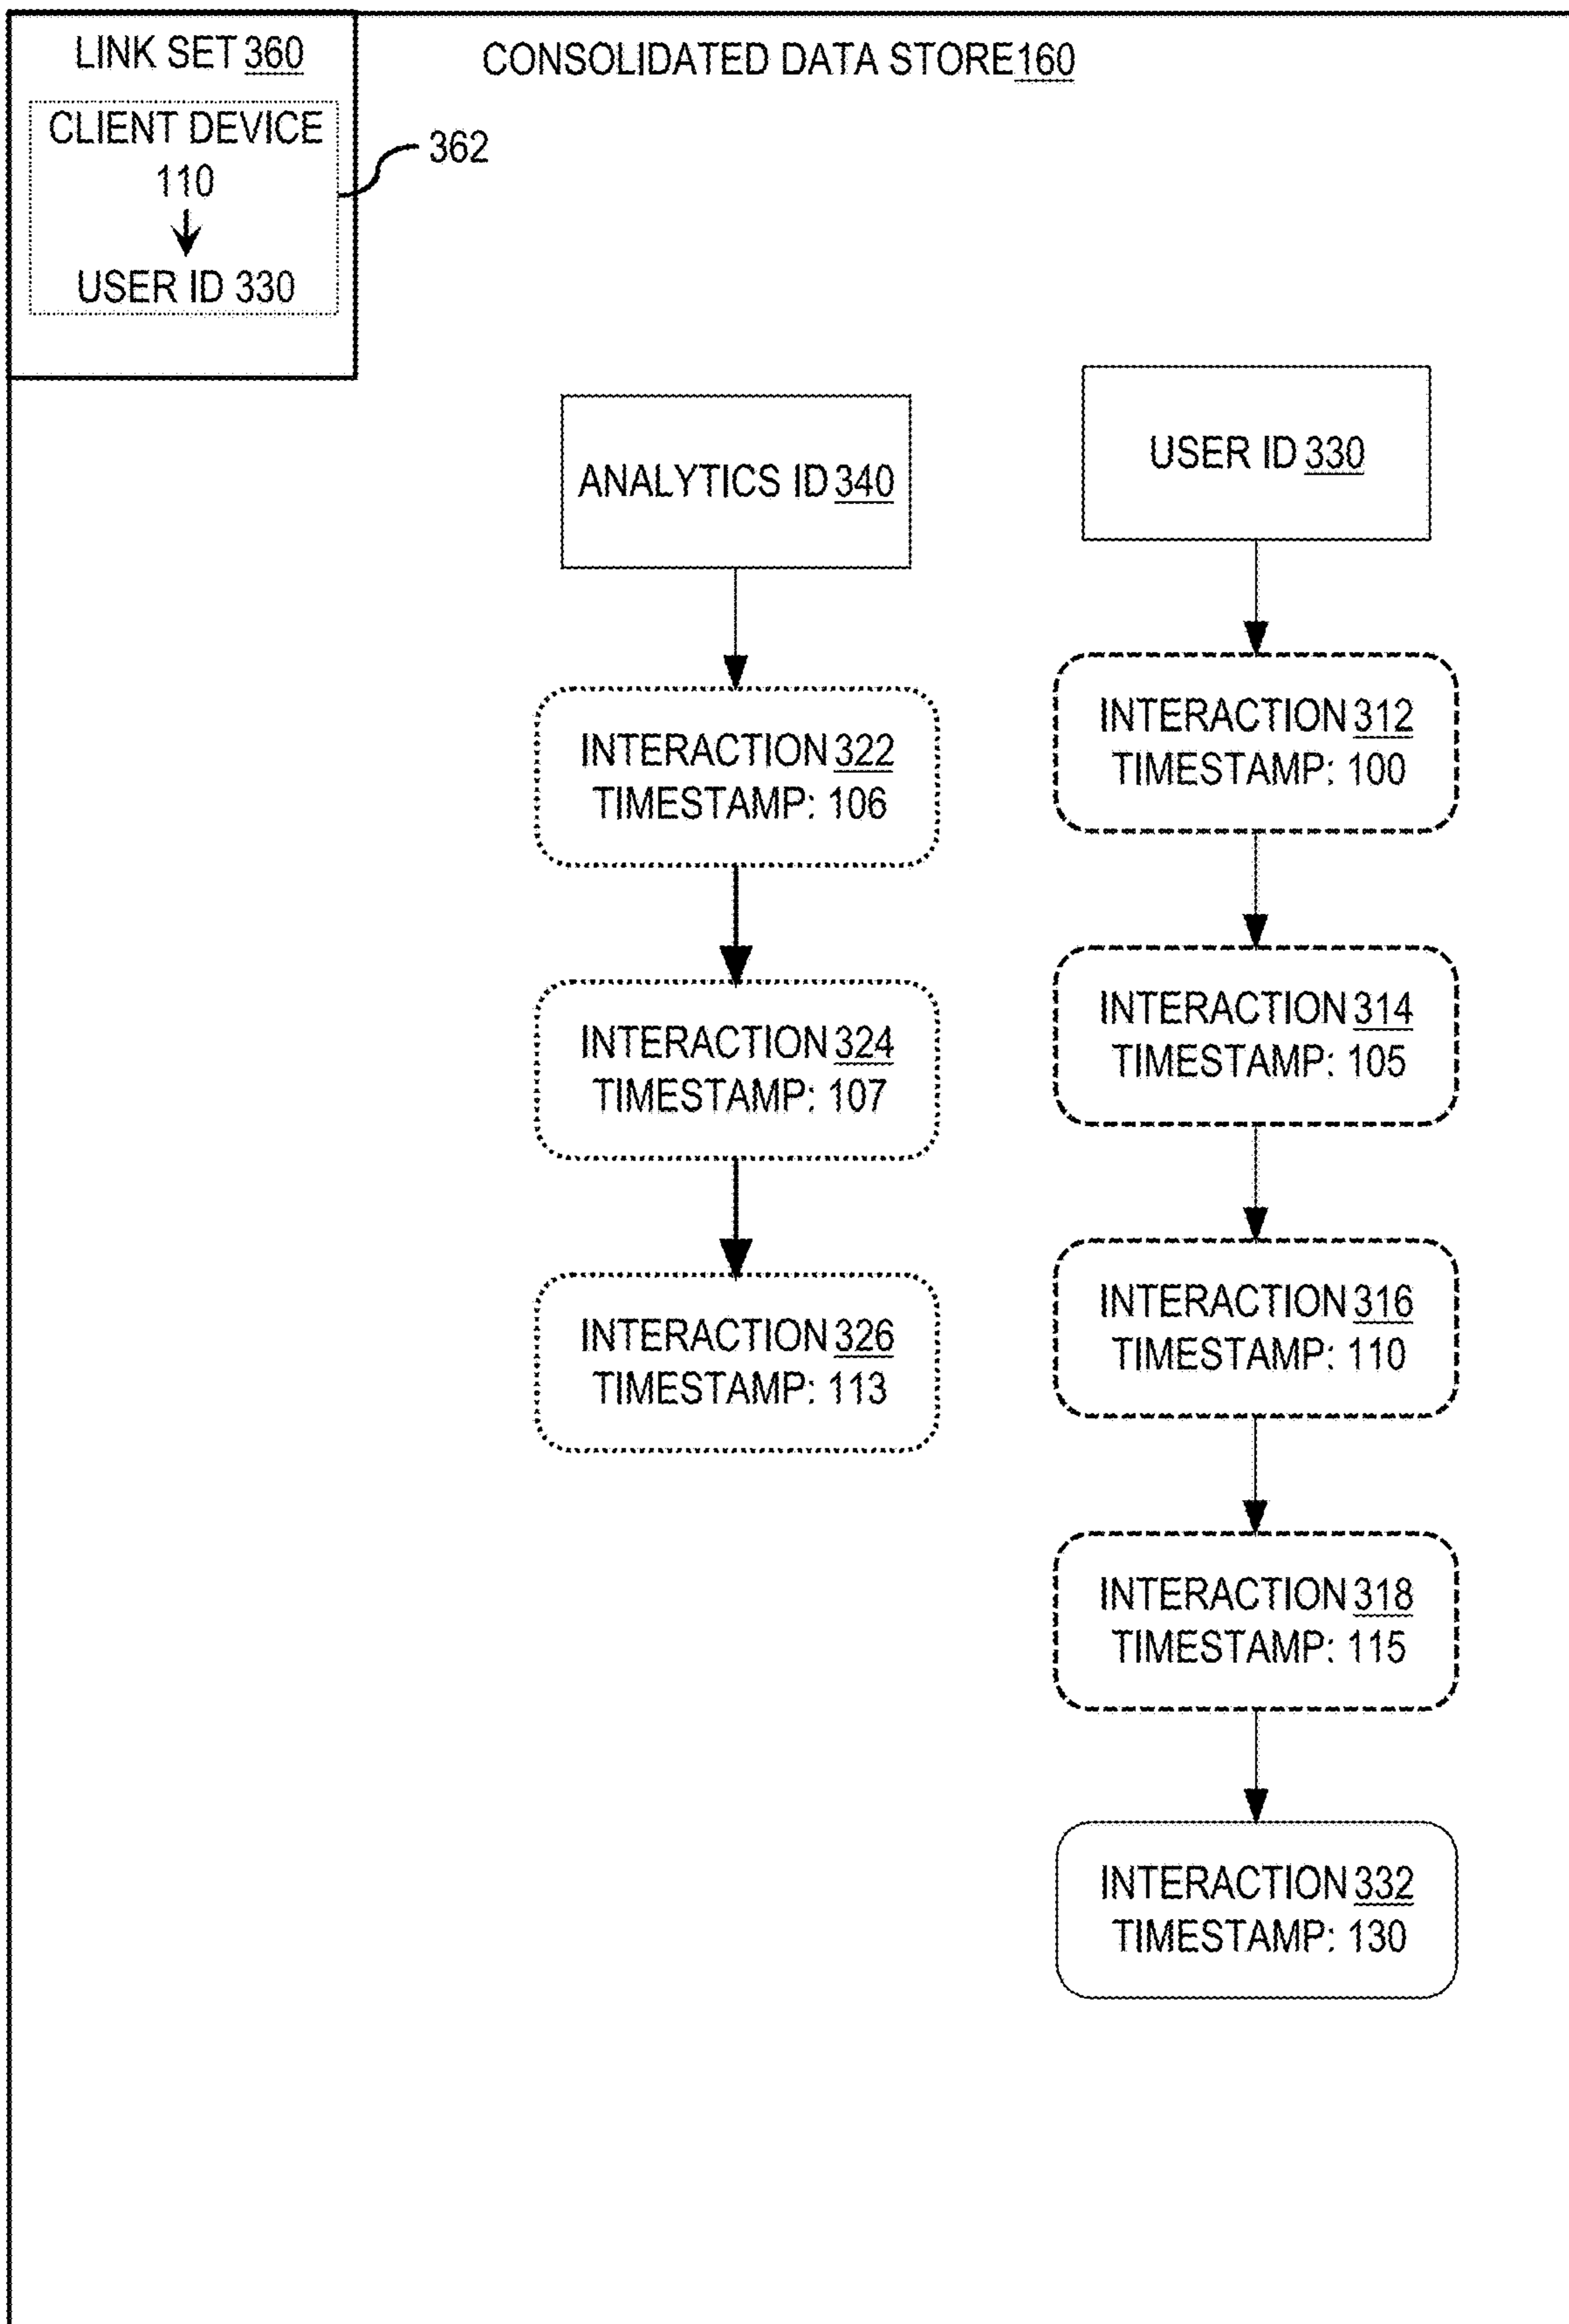 LINK SET 360
CONSOLIDATED DATA STORE 160
CLIENT DEVICE
110
USER ID 330
362
ANALYTICS ID 340
INTERACTION 322
TIMESTAMP: 106
INTERACTION 324
TIMESTAMP: 107
INTERACTION 326
TIMESTAMP: 113
USER ID 330
INTERACTION 312
TIMESTAMP: 100
INTERACTION 314
TIMESTAMP: 105
INTERACTION 316
TIMESTAMP: 110
INTERACTION 318
TIMESTAMP: 115
INTERACTION 332
TIMESTAMP: 130